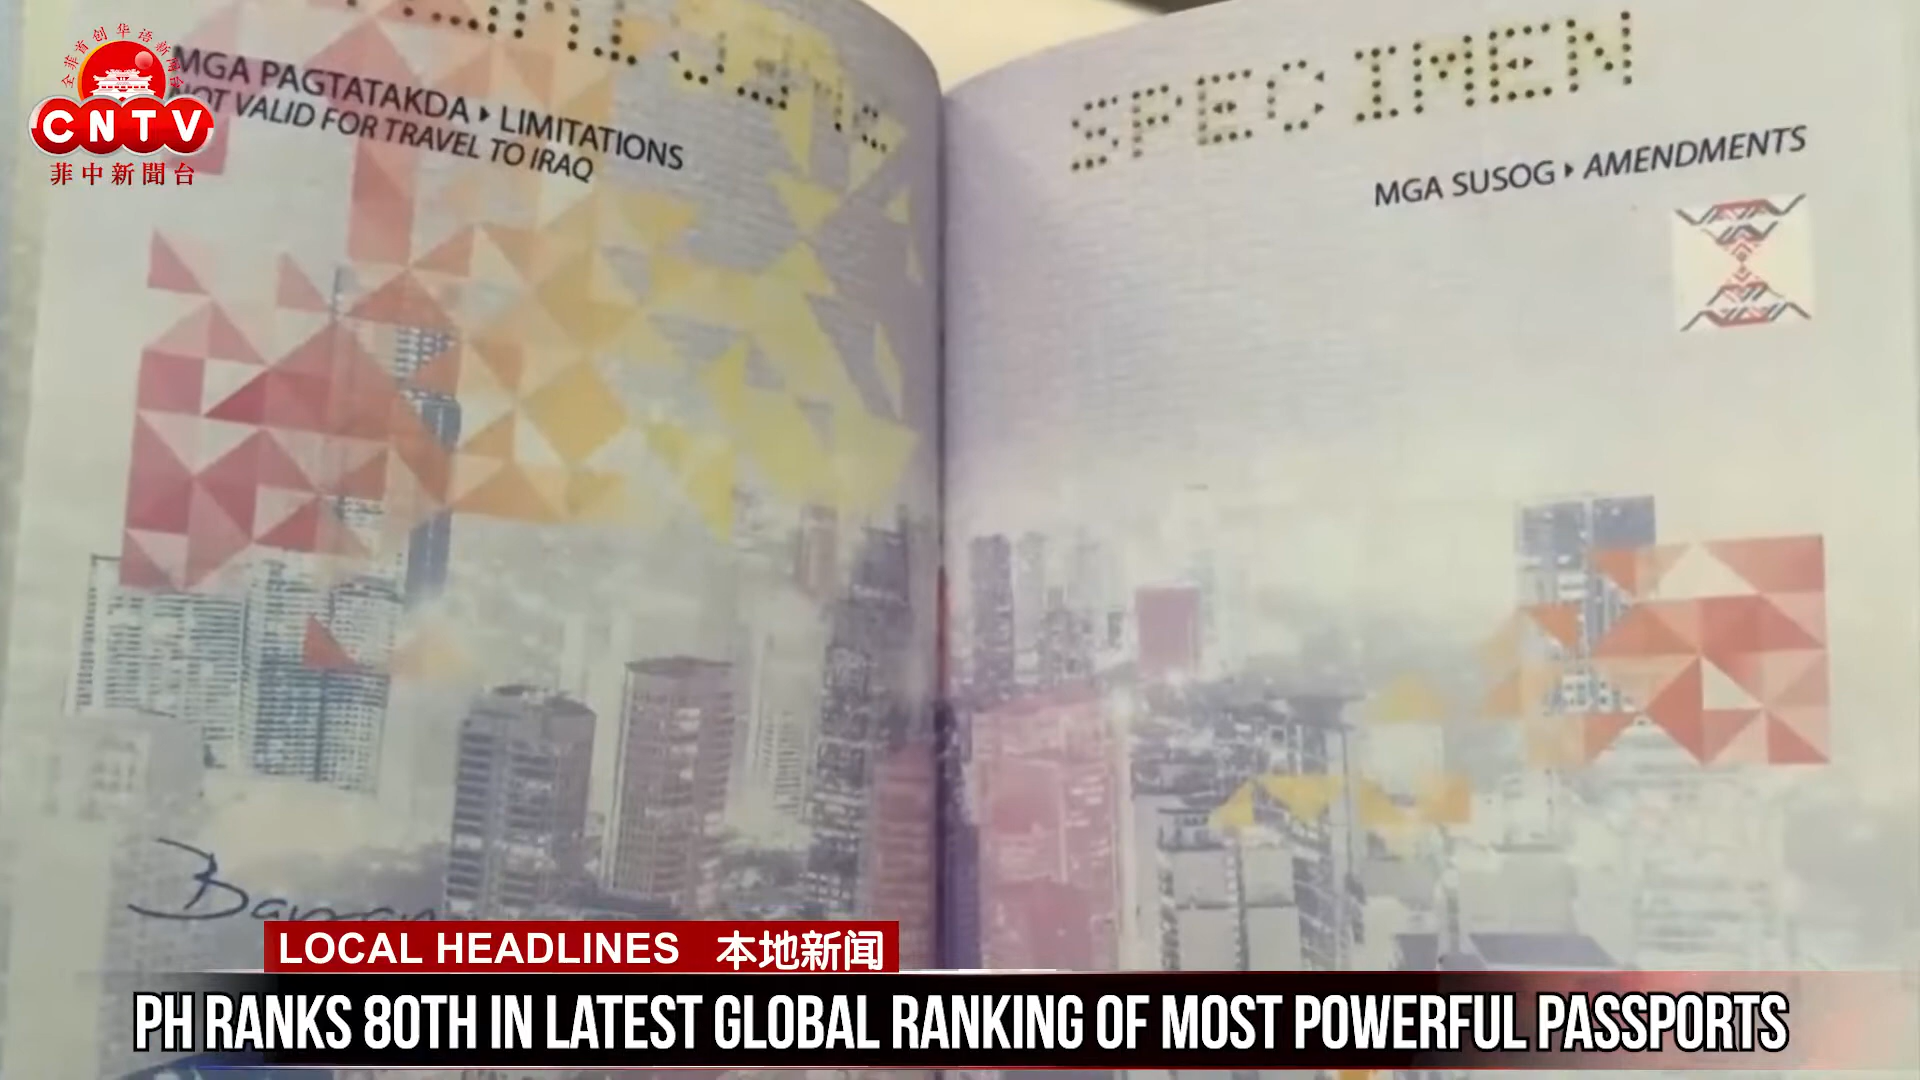 全菲首创华语新闻台
CNTV
菲中新聞台
MGA PAGTATAKDA ▸ LIMITATIONS
NOT VALID FOR TRAVEL TO IRAQ
SPECIMEN
MGA SUSOG ▸ AMENDMENTS
LOCAL HEADLINES 本地新闻
PH RANKS 80TH IN LATEST GLOBAL RANKING OF MOST POWERFUL PASSPORTS